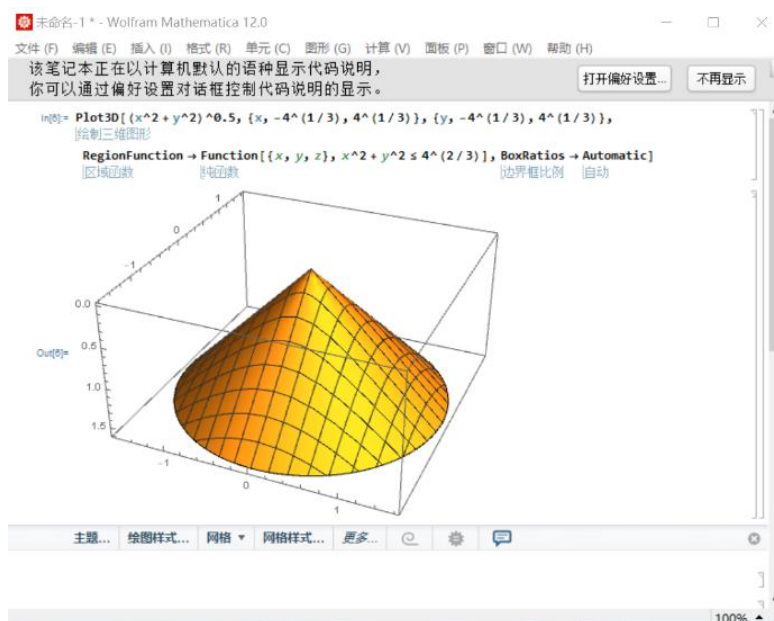 未命名-1 * - Wolfram Mathematica 12.0
文件 (F) 编辑 (E) 插入 (I) 格式 (R) 单元 (C) 图形 (G) 计算 (V) 面板 (P) 窗口 (W) 帮助 (H)
该笔记本正在以计算机默认的语种显示代码说明，
你可以通过偏好设置对话框控制代码说明的显示。
打开偏好设置... 不再显示
In[6]:= Plot3D[(x^2 + y^2)^0.5, {x, -4^(1/3), 4^(1/3)}, {y, -4^(1/3), 4^(1/3)},
绘制三维图形
RegionFunction → Function[{x, y, z}, x^2 + y^2 ≤ 4^(2/3)], BoxRatios → Automatic]
区域函数 纯函数 边界框比例 自动
1
0
-1
0.0
0.5
Out[6]=
1.0
1.5
-1
0
1
主题... 绘图样式... 网格 网格样式... 更多...
100%